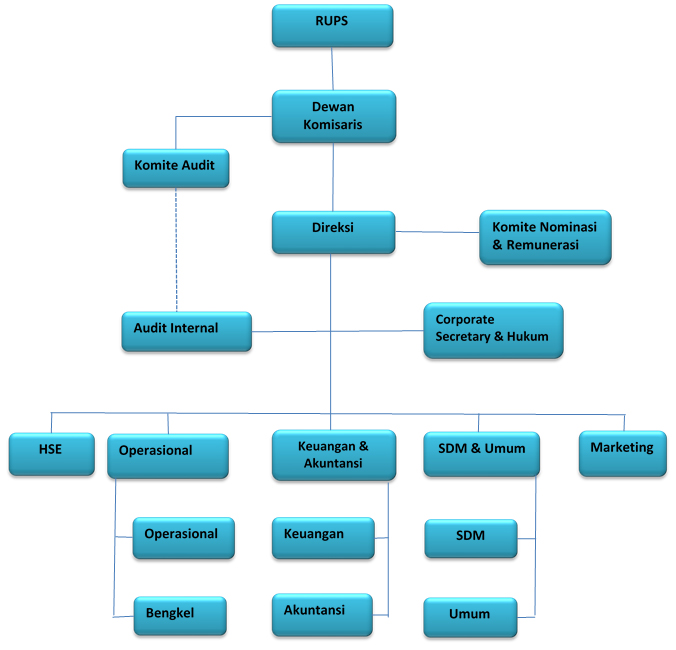 RUPS
Dewan
Komisaris
Komite Audit
Direksi
Komite Nominasi
& Remunerasi
Audit Internal
Corporate
Secretary & Hukum
HSE
Operasional
Keuangan &
Akuntansi
SDM & Umum
Marketing
Operasional
Keuangan
SDM
Bengkel
Akuntansi
Umum